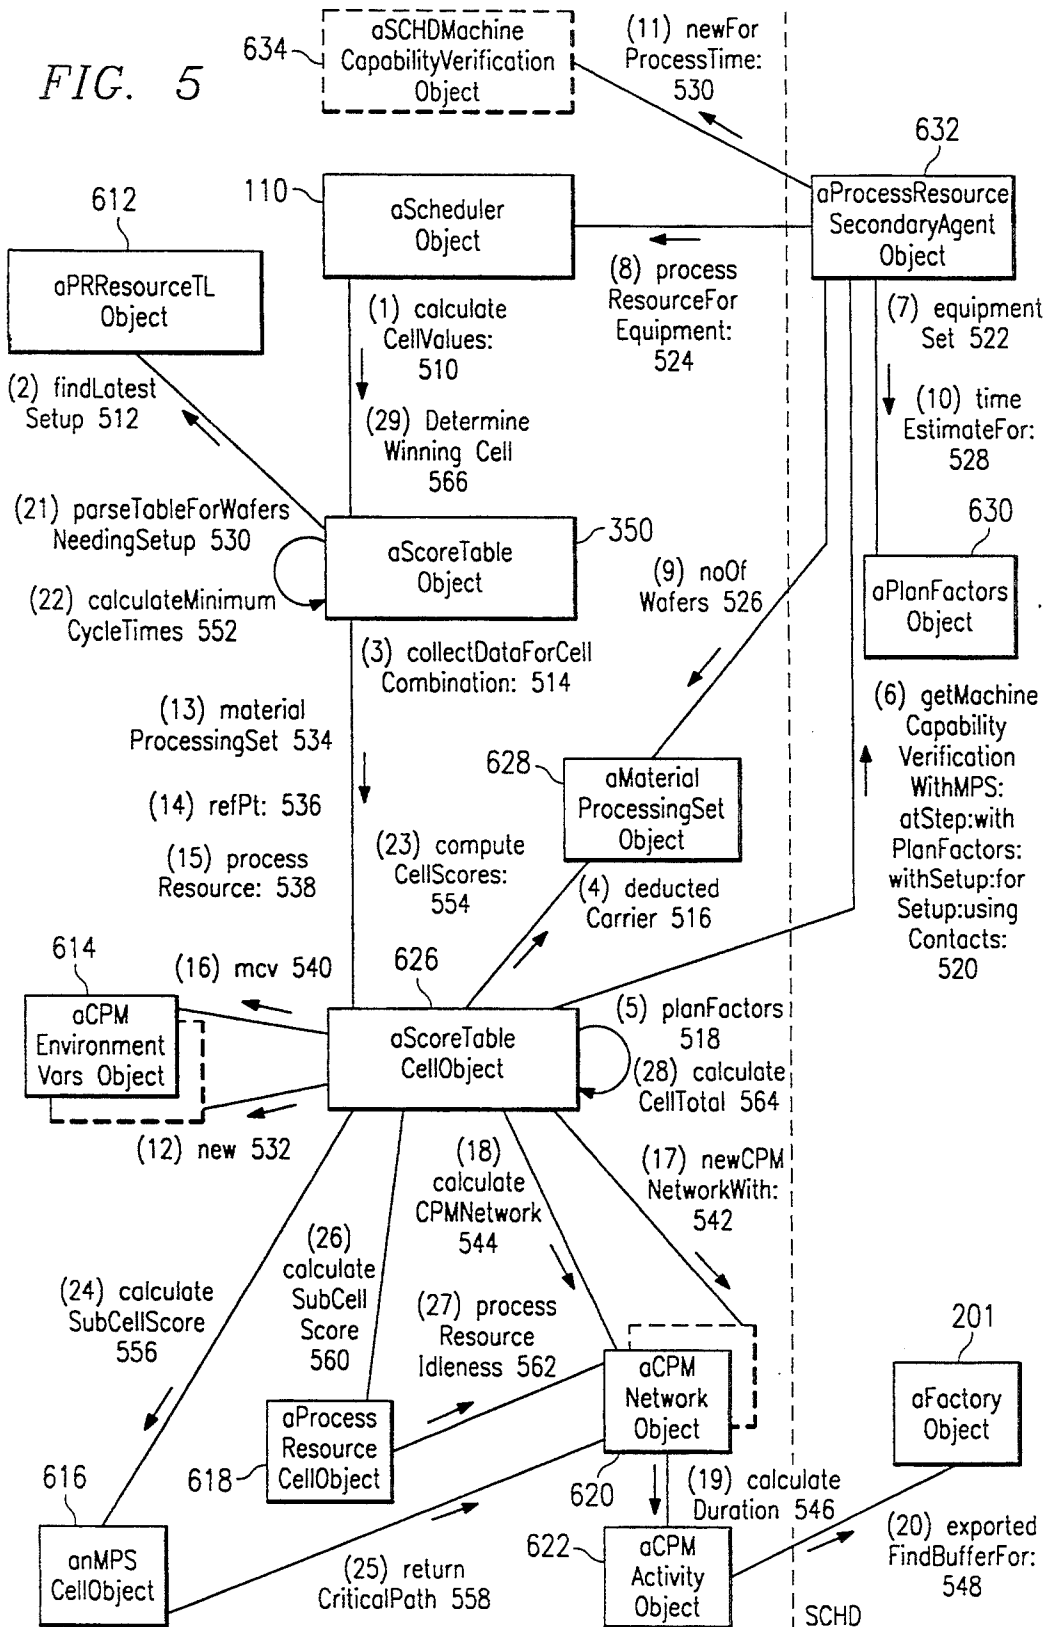 FIG. 5
634
aSCHDMachine
CapabilityVerification
Object
(11) newFor
ProcessTime:
530
632
aProcessResource
SecondaryAgent
Object
110
aScheduler
Object
612
aPRResourceTL
Object
(8) process
ResourceFor
Equipment:
524
(7) equipment
Set 522
(1) calculate
CellValues:
510
(2) findLatest
Setup 512
(10) time
EstimateFor:
528
(29) Determine
Winning Cell
566
(21) parseTableForWafers
NeedingSetup 530
350
aScoreTable
Object
630
aPlanFactors
Object
(9) noOf
Wafers 526
(22) calculateMinimum
CycleTimes 552
(3) collectDataForCell
Combination: 514
(6) getMachine
Capability
Verification
WithMPS:
atStep:with
PlanFactors:
withSetup:for
Setup:using
Contacts:
520
(13) material
ProcessingSet 534
628
aMaterial
ProcessingSet
Object
(14) refPt: 536
(23) compute
CellScores:
554
(15) process
Resource: 538
(4) deducted
Carrier 516
614
(16) mcv 540
626
aCPM
Environment
Vars Object
aScoreTable
CellObject
(5) planFactors
518
(28) calculate
CellTotal 564
(12) new 532
(18)
calculate
CPMNetwork
544
(17) newCPM
NetworkWith:
542
(26)
calculate
SubCell
Score
560
(24) calculate
SubCellScore
556
(27) process
Resource
Idleness 562
201
aFactory
Object
aCPM
Network
Object
620
aProcess
Resource
CellObject
618
616
anMPS
CellObject
(19) calculate
Duration 546
622
aCPM
Activity
Object
(20) exported
FindBufferFor:
548
(25) return
CriticalPath 558
SCHD